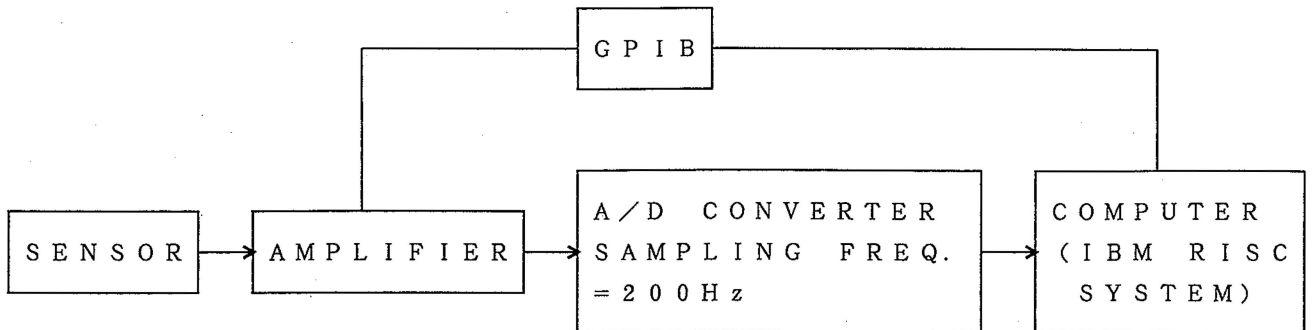 GPIB
SENSOR
AMPLIFIER
A/D CONVERTER
SAMPLING FREQ.
=200Hz
COMPUTER
(IBM RISC
SYSTEM)